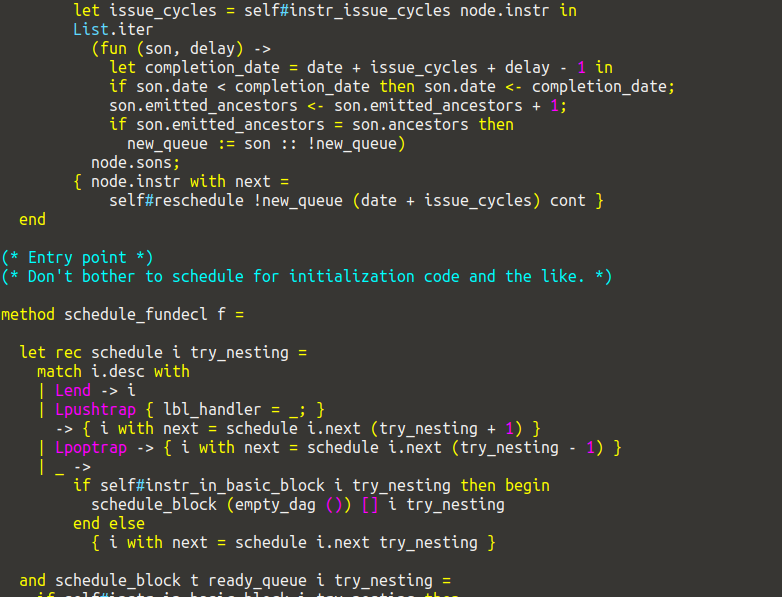 let issue_cycles = self#instr_issue_cycles node.instr in
List.iter
(fun (son, delay) ->
let completion_date = date + issue_cycles + delay - 1 in
if son.date < completion_date then son.date <- completion_date;
son.emitted_ancestors <- son.emitted_ancestors + 1;
if son.emitted_ancestors = son.ancestors then
new_queue := son :: !new_queue)
node.sons;
{ node.instr with next =
self#reschedule !new_queue (date + issue_cycles) cont }
end
(* Entry point *)
(* Don't bother to schedule for initialization code and the like. *)
method schedule_fundecl f =
let rec schedule i try_nesting =
match i.desc with
| Lend -> i
| Lpushtrap { lbl_handler = _; }
-> { i with next = schedule i.next (try_nesting + 1) }
| Lpoptrap -> { i with next = schedule i.next (try_nesting - 1) }
| _ ->
if self#instr_in_basic_block i try_nesting then begin
schedule_block (empty_dag ()) [] i try_nesting
end else
{ i with next = schedule i.next try_nesting }
and schedule_block t ready_queue i try_nesting =
if self#instr_in_basic_block i try_nesting then